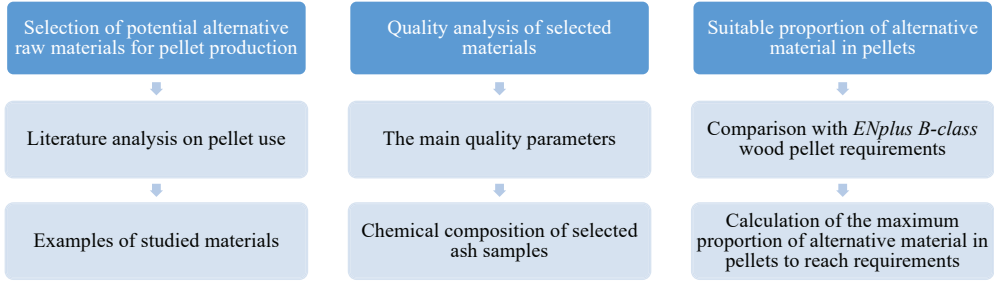 Selection of potential alternative
raw materials for pellet production
Literature analysis on pellet use
Examples of studied materials
Quality analysis of selected
materials
The main quality parameters
Chemical composition of selected
ash samples
Suitable proportion of alternative
material in pellets
Comparison with ENplus B-class
wood pellet requirements
Calculation of the maximum
proportion of alternative material in
pellets to reach requirements